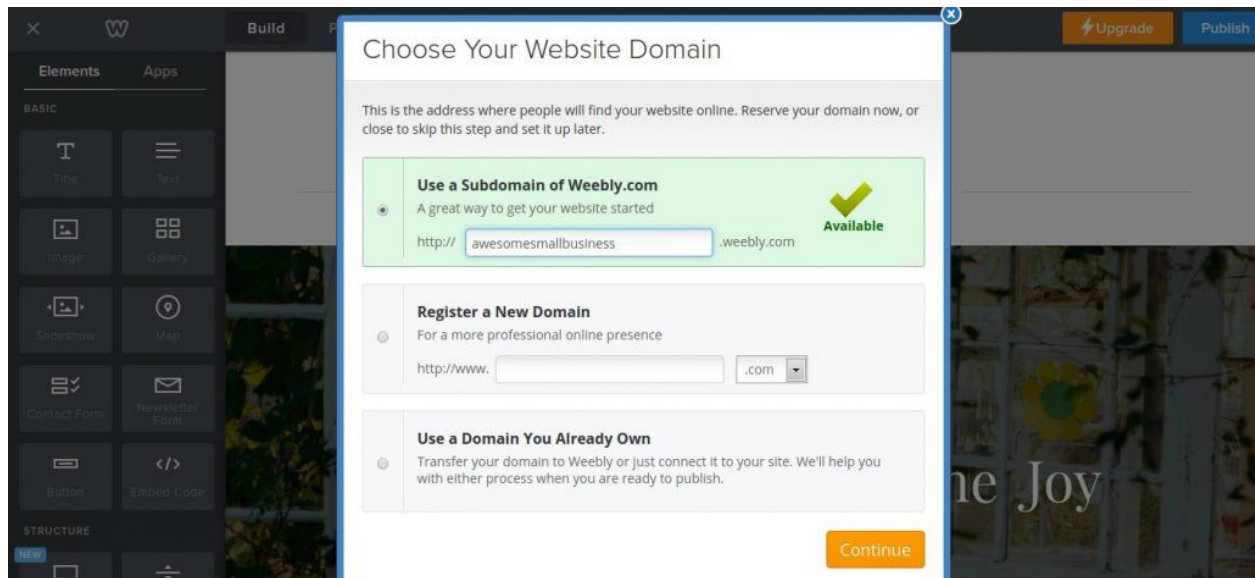 Build
Upgrade
Publish
Elements
Apps
BASIC
Title
Text
Image
Gallery
Slideshow
Map
Contact Form
Newsletter
Form
Button
Embed Code
STRUCTURE
NEW
Choose Your Website Domain
This is the address where people will find your website online. Reserve your domain now, or
close to skip this step and set it up later.
Use a Subdomain of Weebly.com
A great way to get your website started
http:// awesomesmallbusiness .weebly.com
Available
Register a New Domain
For a more professional online presence
http://www. .com
Use a Domain You Already Own
Transfer your domain to Weebly or just connect it to your site. We'll help you
with either process when you are ready to publish.
Continue
Joy